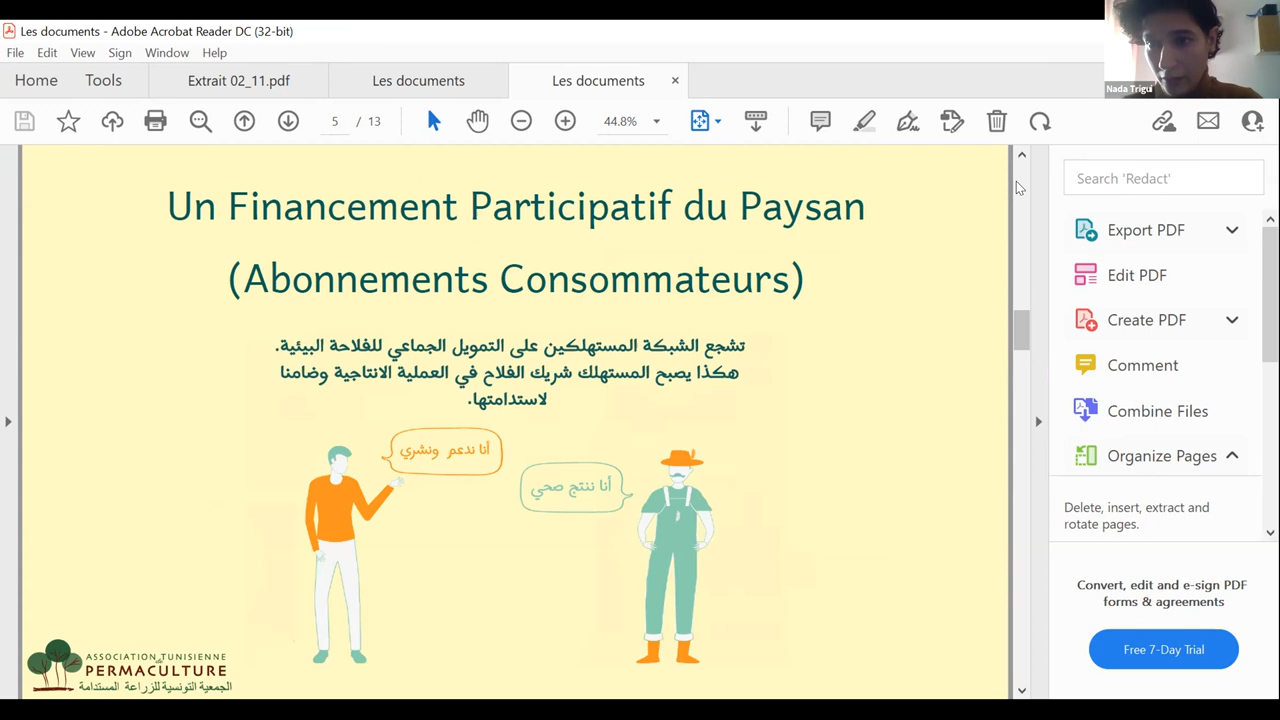 Les documents - Adobe Acrobat Reader DC (32-bit)
File Edit View Sign Window Help
Home Tools Extrait 02_11.pdf Les documents Les documents ×
5 / 13 44.8%
Nada Trigui
Un Financement Participatif du Paysan
(Abonnements Consommateurs)
تشجع الشبكة المستهلكين على التمويل الجماعي للفلاحة البيئية.
هكذا يصبح المستهلك شريك الفلاح في العملية الانتاجية وضامنا
لاستدامتها.
أنا ندعم ونشري
أنا ننتج صحي
ASSOCIATION TUNISIENNE
de PERMACULTURE
الجمعية التونسية للزراعة المستدامة
Search 'Redact'
Export PDF
Edit PDF
Create PDF
Comment
Combine Files
Organize Pages
Delete, insert, extract and
rotate pages.
Convert, edit and e-sign PDF
forms & agreements
Free 7-Day Trial